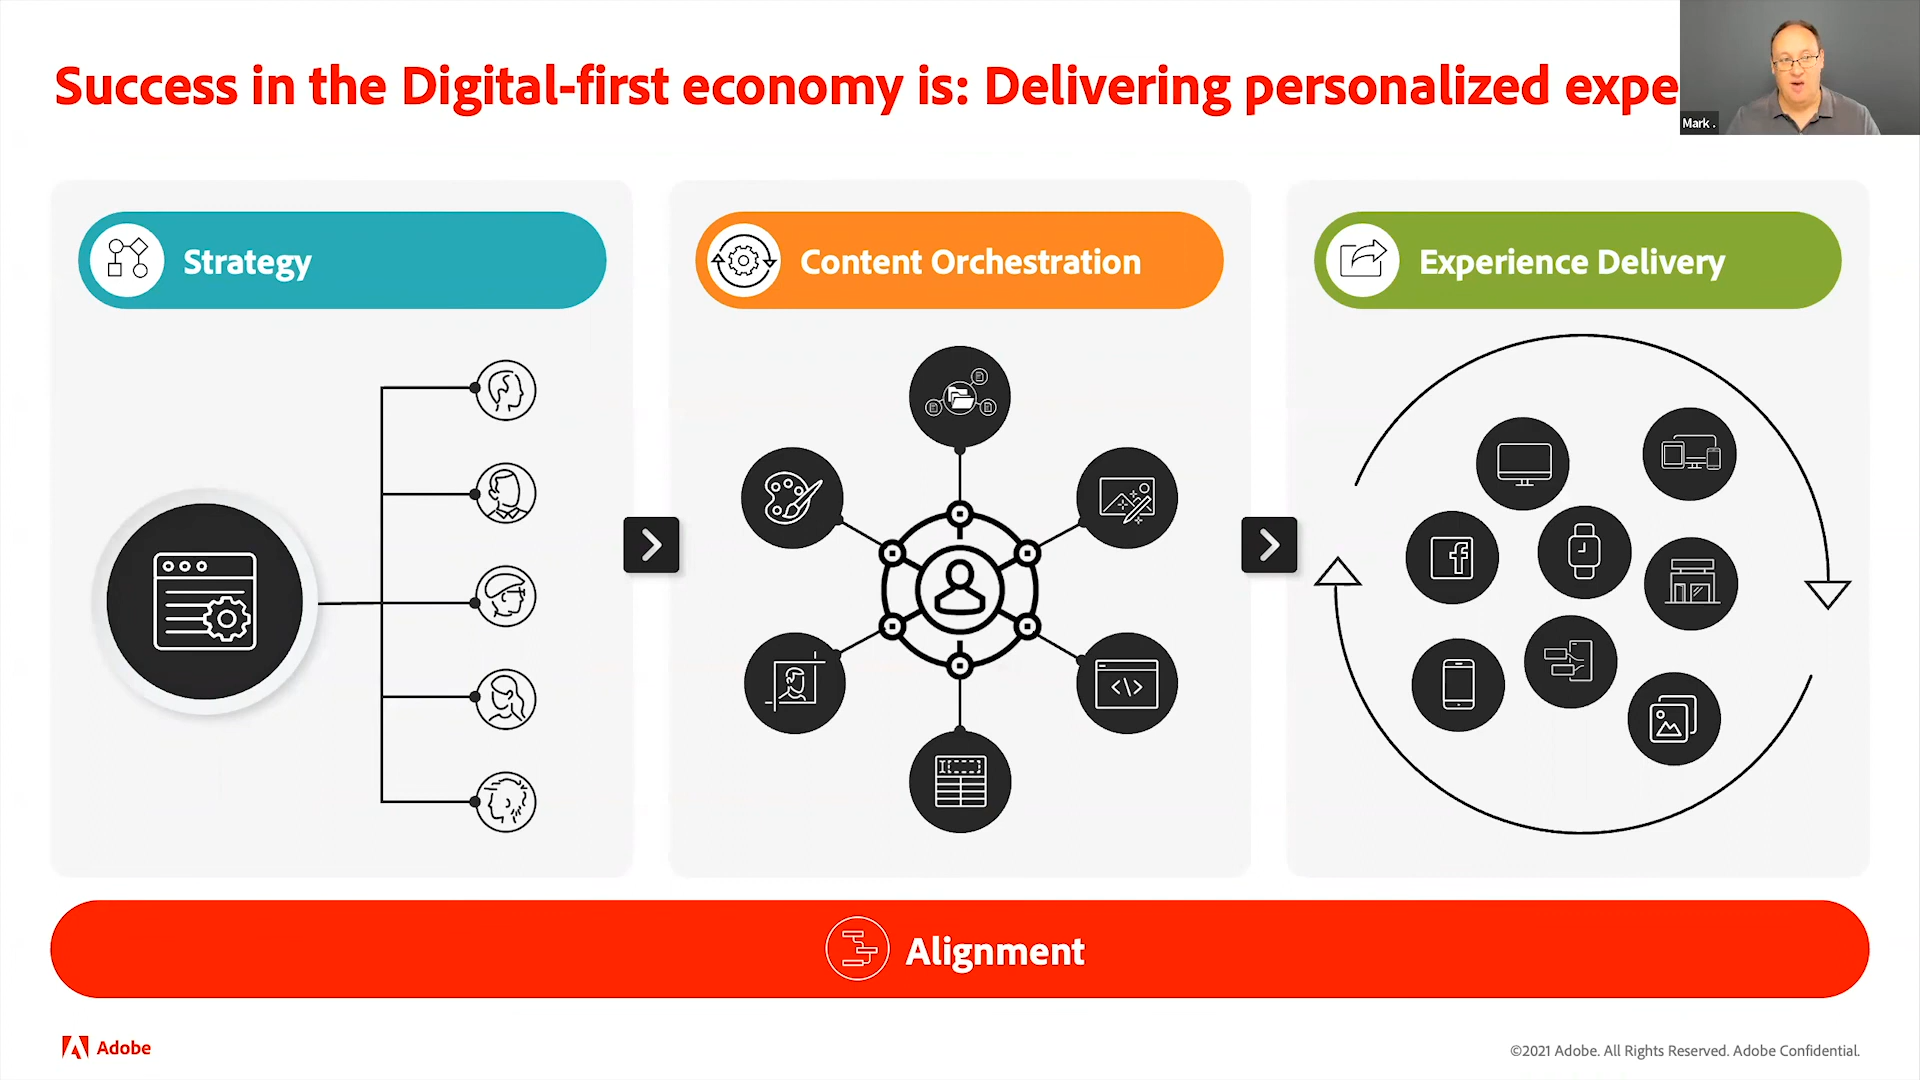 Success in the Digital-first economy is: Delivering personalized expe
Mark .
Strategy
Content Orchestration
Experience Delivery
Alignment
Adobe
©2021 Adobe. All Rights Reserved. Adobe Confidential.